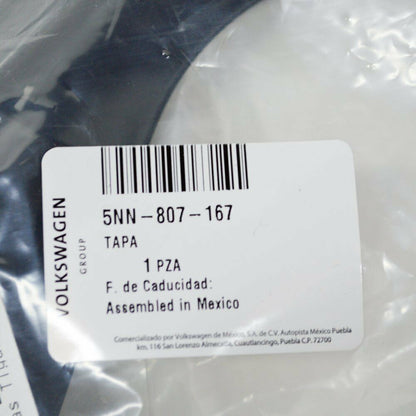 VOLKSWAGEN
GROUP
5NN-807-167
TAPA
1 PZA
F. de Caducidad:
Assembled in Mexico
Comercializado por Volkswagen de México, S.A. de C.V. Autopista México Puebla
km. 116 San Lorenzo Almecatla, Cuautlancingo, Puebla C.P. 72700